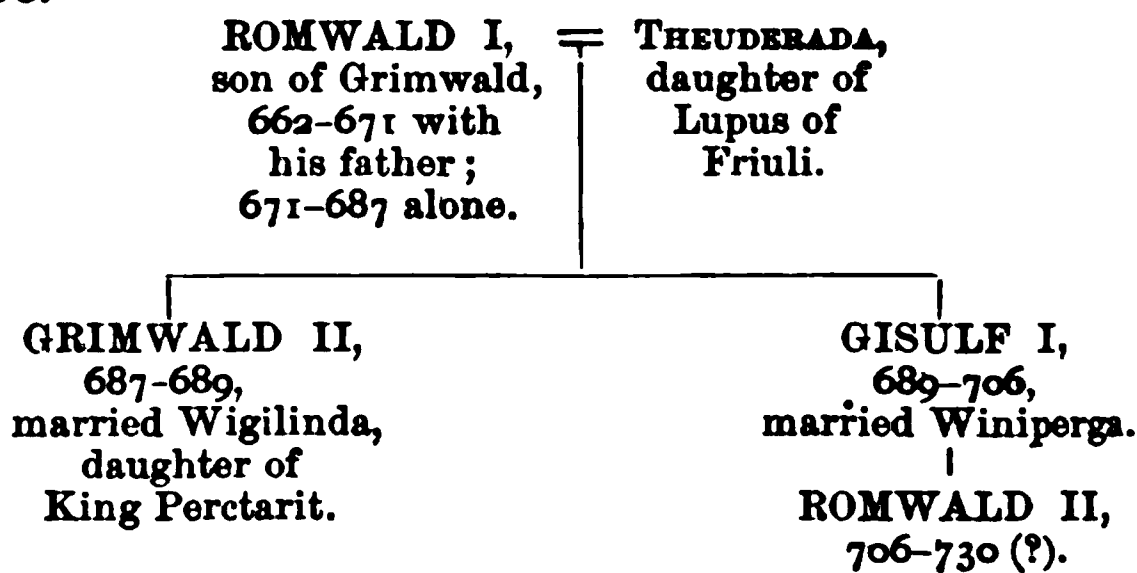 ROMWALD I, = THEUDERADA,
son of Grimwald, daughter of
662–671 with Lupus of
his father; Friuli.
671–687 alone.
GRIMWALD II, GISULF I,
687–689, 689–706,
married Wigilinda, married Winiperga.
daughter of
King Perctarit. ROMWALD II,
706–730 (?).